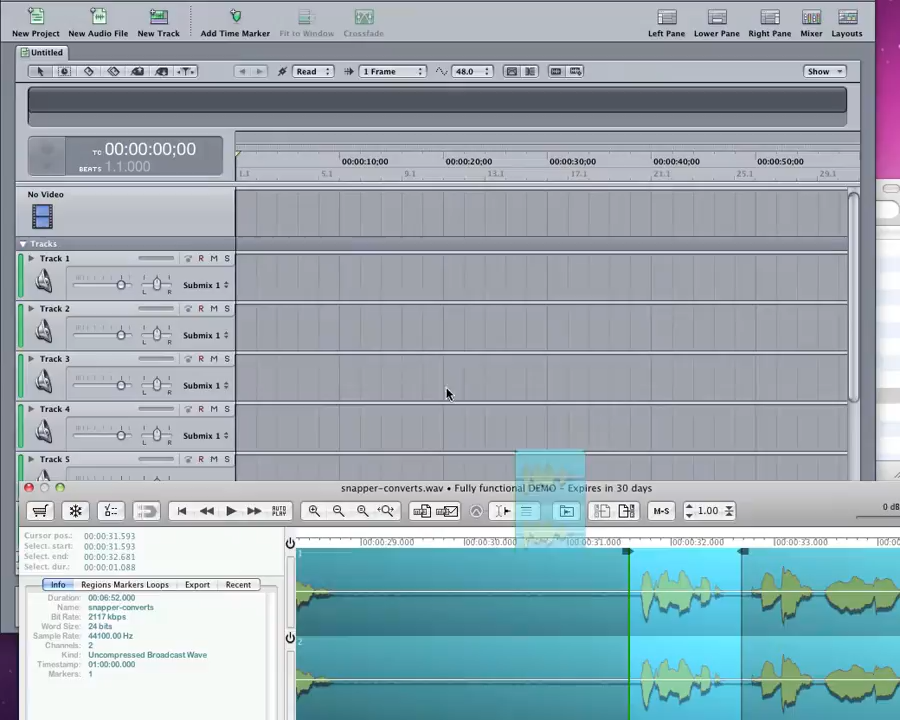 New Project New Audio File New Track Add Time Marker Fit to Window Crossfade Left Pane Lower Pane Right Pane Mixer Layouts
Untitled
Read 1 Frame 48.0 Show
TC 00:00:00;00
BEATS 1.1.000
00:00:10;00 00:00:20;00 00:00:30;00 00:00:40;00 00:00:50;00
1.1 5.1 9.1 13.1 17.1 21.1 25.1 29.1
No Video
Tracks
Track 1 R M S
L R Submix 1
Track 2 R M S
L R Submix 1
Track 3 R M S
L R Submix 1
Track 4 R M S
L R Submix 1
Track 5 R M S
snapper-converts.wav • Fully functional DEMO - Expires in 30 days
AUTO PLAY M-S 1.00 0 dB
Cursor pos.: 00:00:31.593
Select. start: 00:00:31.593
Select. end: 00:00:32.681
Select. dur.: 00:00:01.088
00:00:29.000 00:00:30.000 00:00:31.000 00:00:32.000 00:00:33.000
Info Regions Markers Loops Export Recent
Duration: 00:06:52.000
Name: snapper-converts
Bit Rate: 2117 kbps
Word Size: 24 bits
Sample Rate: 44100.00 Hz
Channels: 2
Kind: Uncompressed Broadcast Wave
Timestamp: 01:00:00.000
Markers: 1
1
2